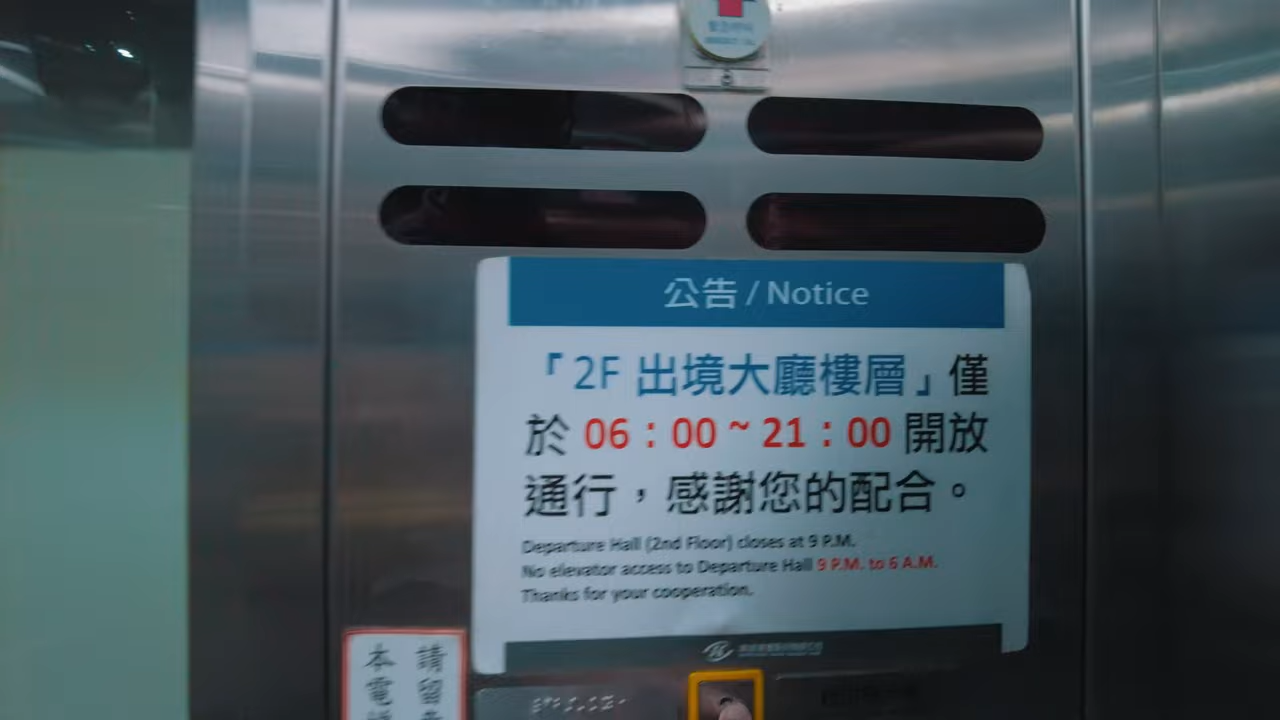 公告 / Notice
「2F 出境大廳樓層」僅
於 06：00 ~ 21：00 開放
通行，感謝您的配合。
Departure Hall (2nd Floor) closes at 9 P.M.
No elevator access to Departure Hall 9 P.M. to 6 A.M.
Thanks for your cooperation.
請留
本電